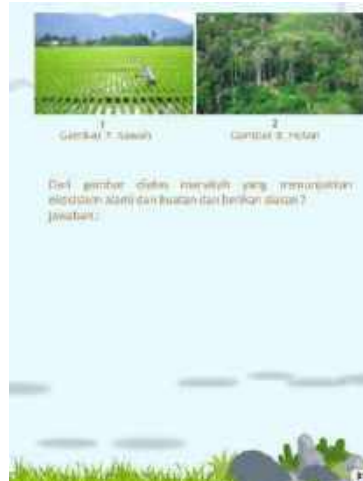 1
2
Gambar 7. Sawah
Gambar 8. Hutan
Dari gambar diatas manakah yang menunjukkan
ekosistem alami dan buatan dan berikan alasan ?
Jawaban :